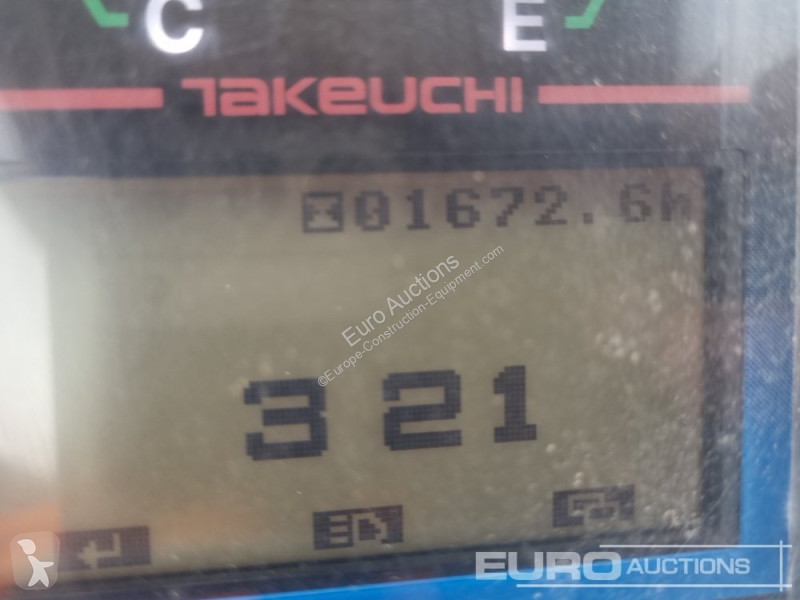 C E
TAKEUCHI
01672.6h
Euro Auctions
©Europe-Construction-Equipment.com
321
EURO AUCTIONS